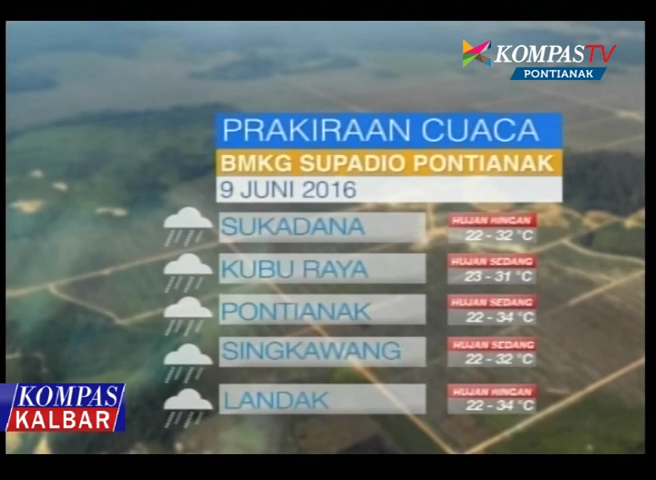 KOMPASTV
PONTIANAK
PRAKIRAAN CUACA
BMKG SUPADIO PONTIANAK
9 JUNI 2016
SUKADANA
HUJAN RINGAN
22 - 32 °C
KUBU RAYA
HUJAN SEDANG
23 - 31 °C
PONTIANAK
HUJAN SEDANG
22 - 34 °C
SINGKAWANG
HUJAN SEDANG
22 - 32 °C
LANDAK
HUJAN RINGAN
22 - 34 °C
KOMPAS
KALBAR